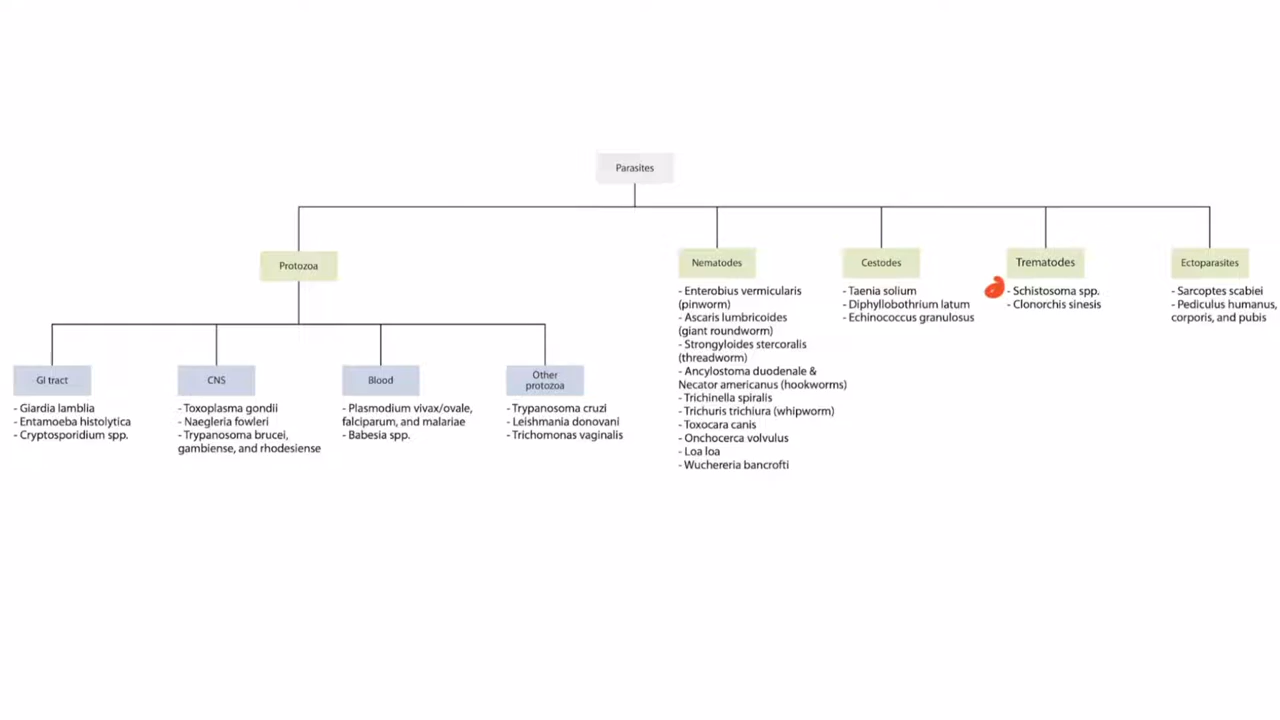 Parasites
Protozoa
GI tract
- Giardia lamblia
- Entamoeba histolytica
- Cryptosporidium spp.
CNS
- Toxoplasma gondii
- Naegleria fowleri
- Trypanosoma brucei,
gambiense, and rhodesiense
Blood
- Plasmodium vivax/ovale,
falciparum, and malariae
- Babesia spp.
Other
protozoa
- Trypanosoma cruzi
- Leishmania donovani
- Trichomonas vaginalis
Nematodes
- Enterobius vermicularis
(pinworm)
- Ascaris lumbricoides
(giant roundworm)
- Strongyloides stercoralis
(threadworm)
- Ancylostoma duodenale &
Necator americanus (hookworms)
- Trichinella spiralis
- Trichuris trichiura (whipworm)
- Toxocara canis
- Onchocerca volvulus
- Loa loa
- Wuchereria bancrofti
Cestodes
- Taenia solium
- Diphyllobothrium latum
- Echinococcus granulosus
Trematodes
- Schistosoma spp.
- Clonorchis sinesis
Ectoparasites
- Sarcoptes scabiei
- Pediculus humanus,
corporis, and pubis